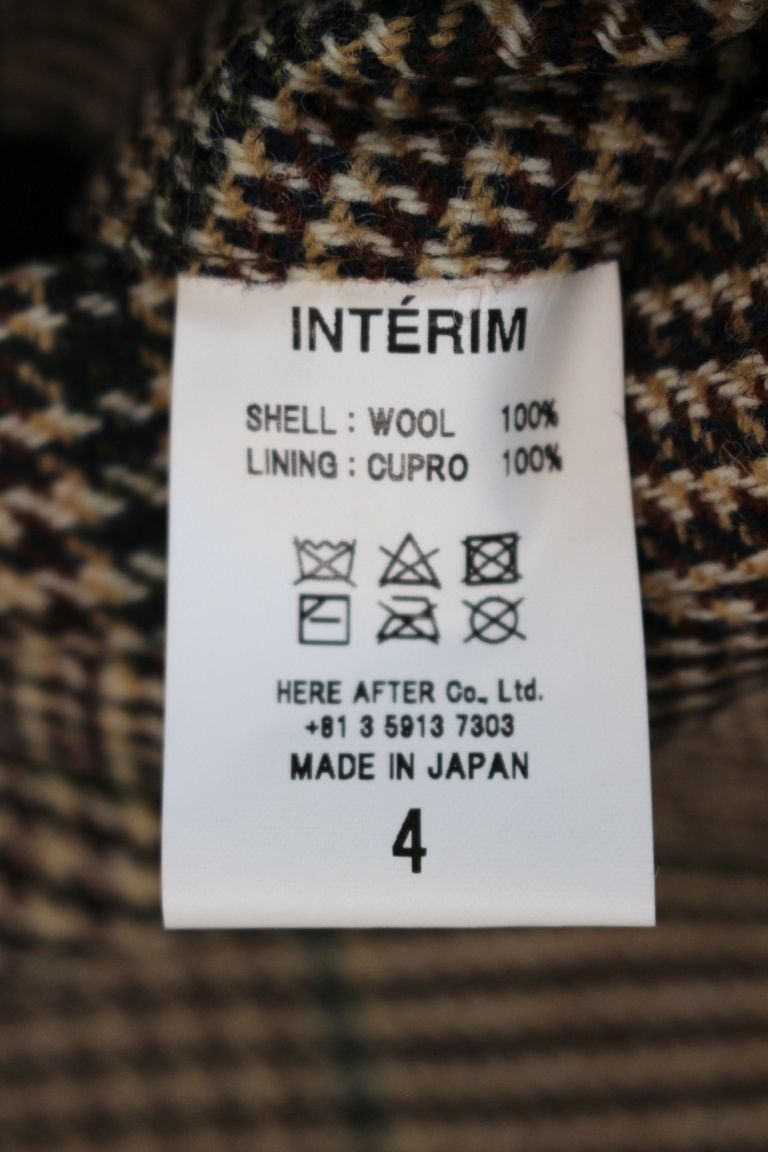 INTÉRIM
SHELL : WOOL 100%
LINING : CUPRO 100%
HERE AFTER Co., Ltd.
+81 3 5913 7303
MADE IN JAPAN
4